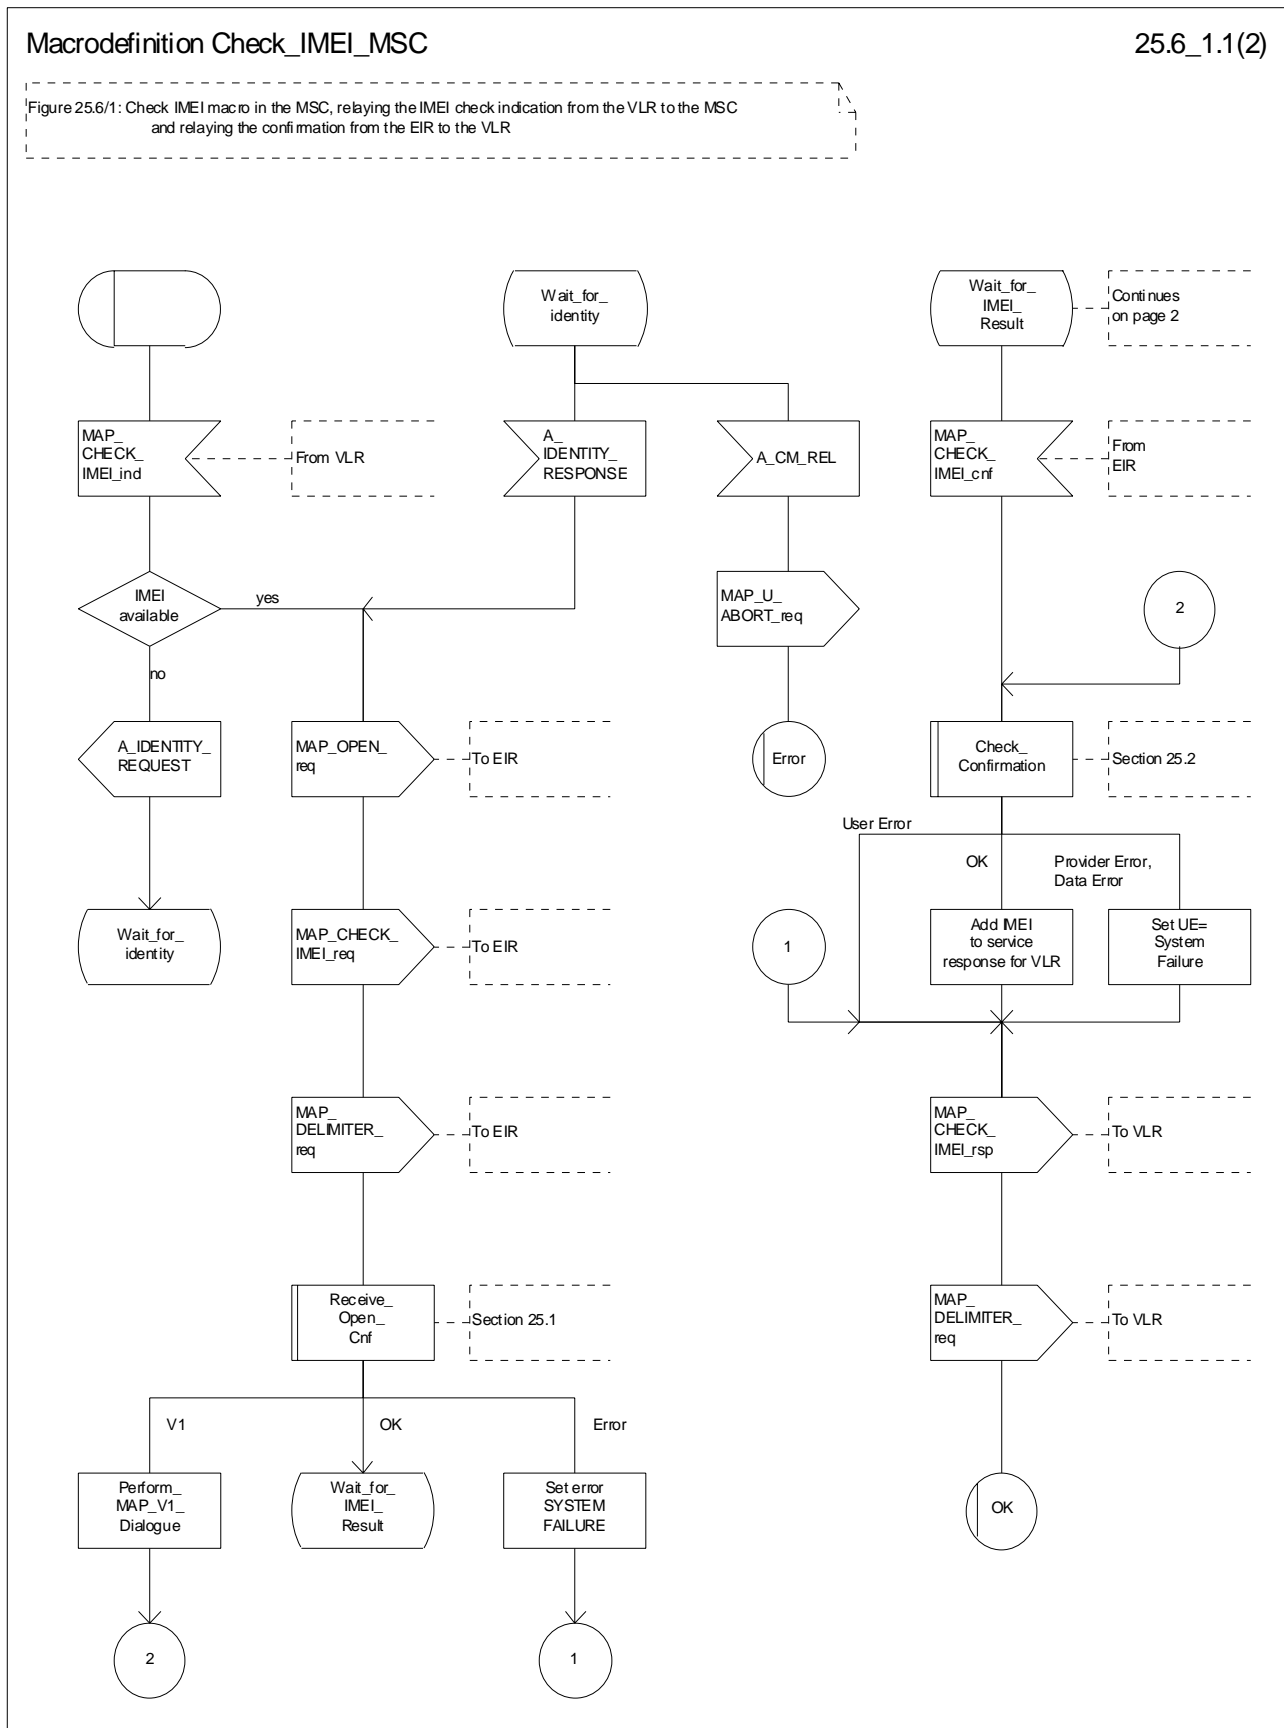 Macrodefinition Check_IMEI_MSC
25.6_1.1(2)
Figure 25.6/1: Check IMEI macro in the MSC, relaying the IMEI check indication from the VLR to the MSC
and relaying the confirmation from the EIR to the VLR
Wait_for_
identity
Wait_for_
IMEI_
Result
Continues
on page 2
MAP_
CHECK_
IMEI_ind
From VLR
A_
IDENTITY_
RESPONSE
A_CM_REL
MAP_
CHECK_
IMEI_cnf
From
EIR
IMEI
available
yes
no
MAP_U_
ABORT_req
2
A_IDENTITY_
REQUEST
MAP_OPEN_
req
To EIR
Error
Check_
Confirmation
Section 25.2
User Error
OK
Provider Error,
Data Error
Wait_for_
identity
MAP_CHECK_
IMEI_req
To EIR
1
Add IMEI
to service
response for VLR
Set UE=
System
Failure
MAP_
DELIMITER_
req
To EIR
MAP_
CHECK_
IMEI_rsp
To VLR
Receive_
Open_
Cnf
Section 25.1
MAP_
DELIMITER_
req
To VLR
V1
OK
Error
Perform_
MAP_V1_
Dialogue
Wait_for_
IMEI_
Result
Set error
SYSTEM
FAILURE
OK
2
1